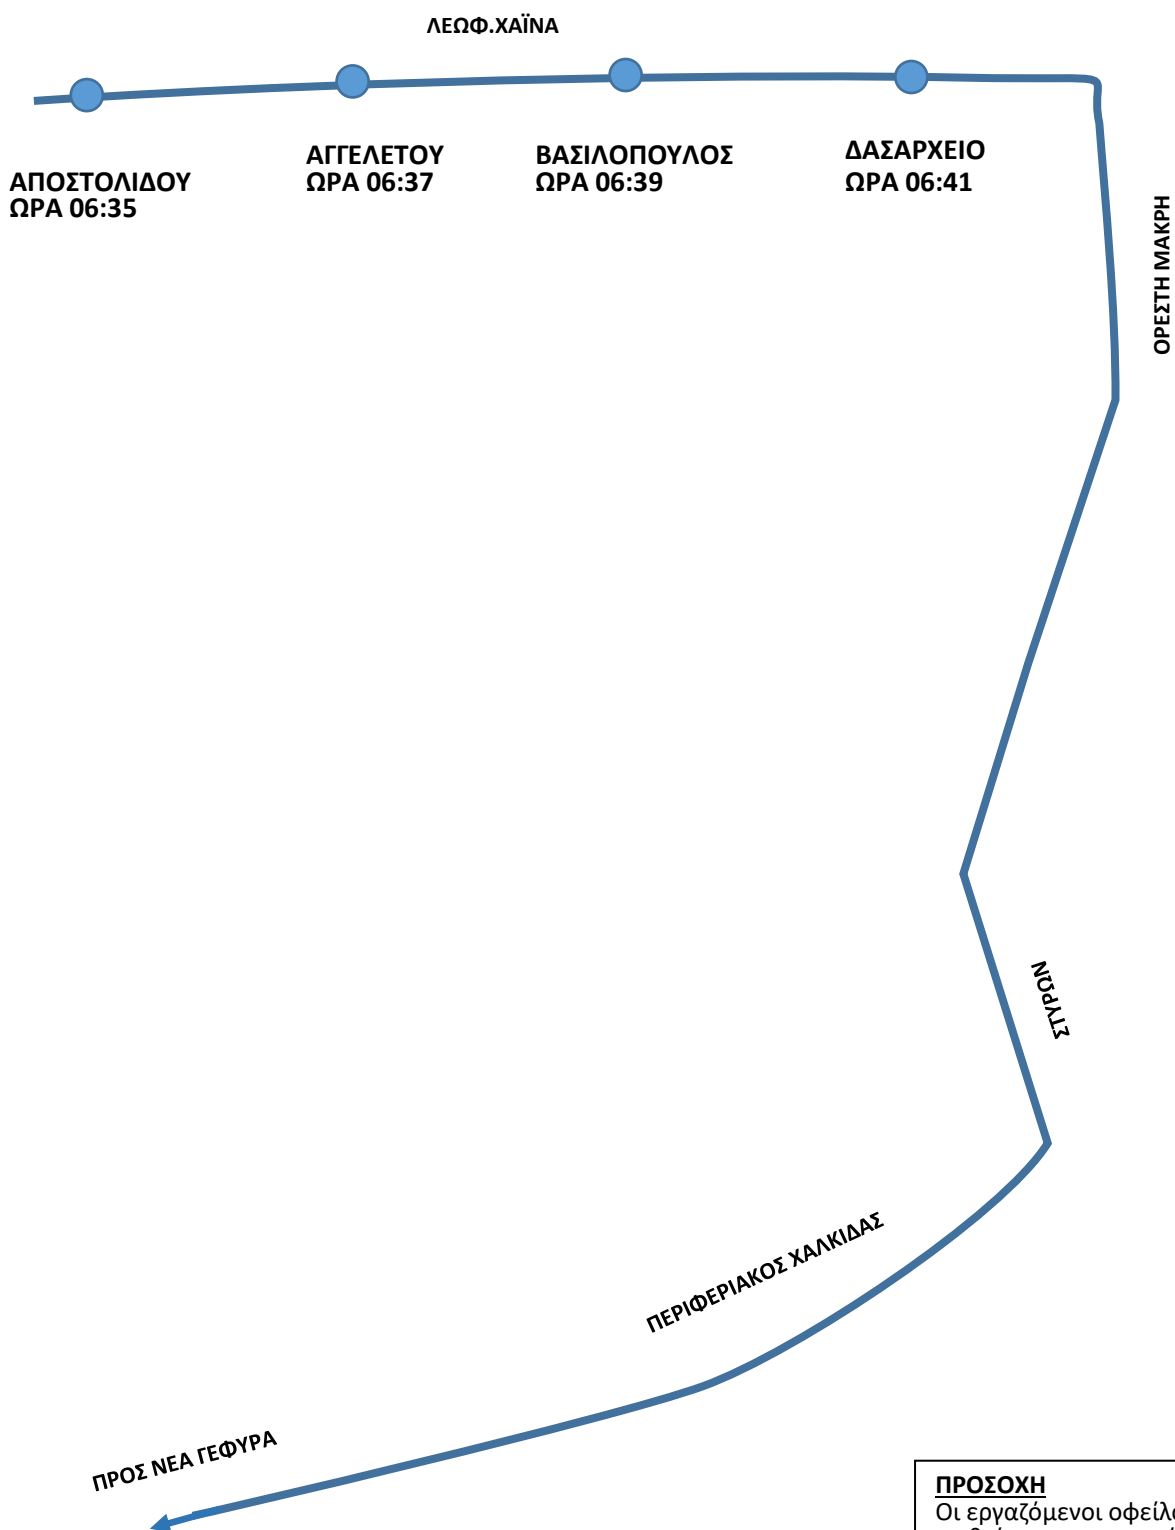 ΛΕΩΦ.ΧΑΪΝΑ
ΑΠΟΣΤΟΛΙΔΟΥ
ΩΡΑ 06:35
ΑΓΓΕΛΕΤΟΥ
ΩΡΑ 06:37
ΒΑΣΙΛΟΠΟΥΛΟΣ
ΩΡΑ 06:39
ΔΑΣΑΡΧΕΙΟ
ΩΡΑ 06:41
ΟΡΕΣΤΗ ΜΑΚΡΗ
ΣΤΥΡΩΝ
ΠΕΡΙΦΕΡΙΑΚΟΣ ΧΑΛΚΙΔΑΣ
ΠΡΟΣ ΝΕΑ ΓΕΦΥΡΑ
ΠΡΟΣΟΧΗ
Οι εργαζόμενοι